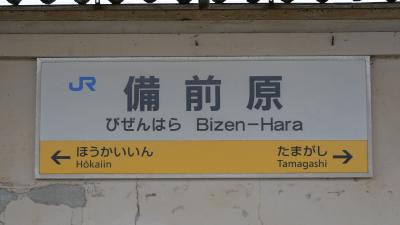 JR 備前原
びぜんはら Bizen-Hara
← ほうかいいん たまがし →
Hōkaiin Tamagashi